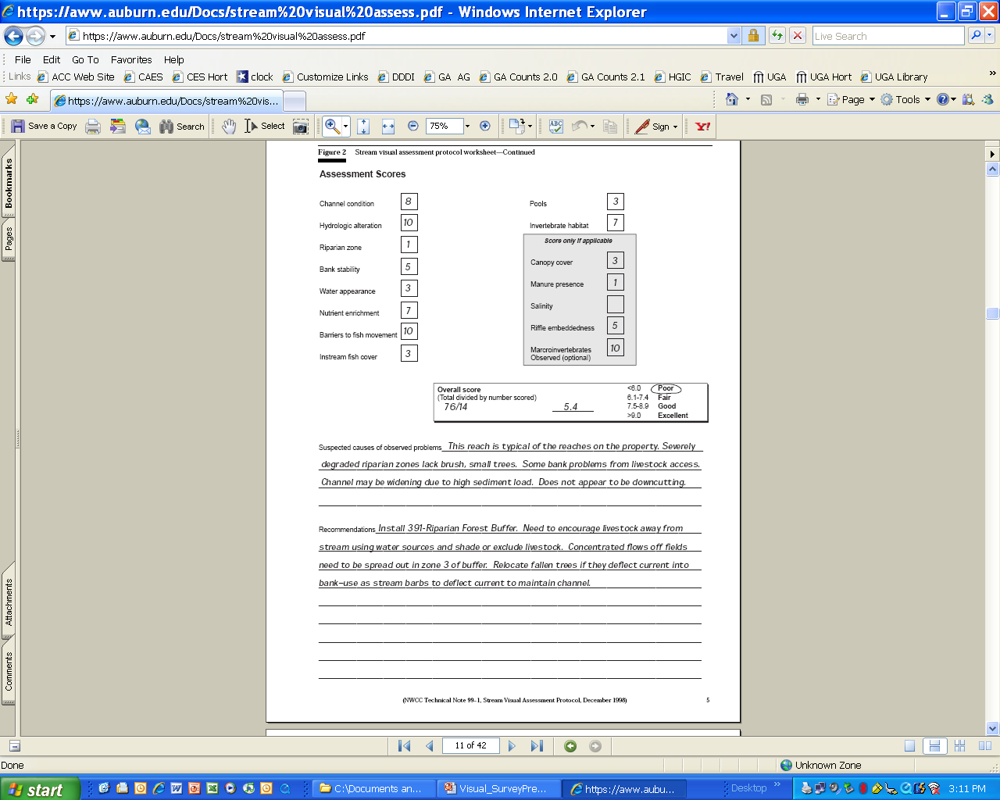 https://aww.auburn.edu/Docs/stream%20visual%20assess.pdf - Windows Internet Explorer
https://aww.auburn.edu/Docs/stream%20visual%20assess.pdf
Live Search
File Edit Go To Favorites Help
Links ACC Web Site CAES CES Hort clock Customize Links DDDI GA AG GA Counts 2.0 GA Counts 2.1 HGIC Travel UGA UGA Hort UGA Library »
https://aww.auburn.edu/Docs/stream%20vis... Page Tools
Save a Copy Search Select 75% ABC Sign Y!
Bookmarks
Pages
Attachments
Comments
Figure 2 Stream visual assessment protocol worksheet—Continued
Assessment Scores
Channel condition 8
Hydrologic alteration 10
Riparian zone 1
Bank stability 5
Water appearance 3
Nutrient enrichment 7
Barriers to fish movement 10
Instream fish cover 3
Pools 3
Invertebrate habitat 7
Score only if applicable
Canopy cover 3
Manure presence 1
Salinity
Riffle embeddedness 5
Marcroinvertebrates
Observed (optional) 10
Overall score
(Total divided by number scored)
76/14 5.4
<6.0 Poor
6.1-7.4 Fair
7.5-8.9 Good
>9.0 Excellent
Suspected causes of observed problems This reach is typical of the reaches on the property. Severely
degraded riparian zones lack brush, small trees. Some bank problems from livestock access.
Channel may be widening due to high sediment load. Does not appear to be downcutting.
Recommendations Install 391-Riparian Forest Buffer. Need to encourage livestock away from
stream using water sources and shade or exclude livestock. Concentrated flows off fields
need to be spread out in zone 3 of buffer. Relocate fallen trees if they deflect current into
bank–use as stream barbs to deflect current to maintain channel.
(NWCC Technical Note 99–1, Stream Visual Assessment Protocol, December 1998) 5
11 of 42
Done Unknown Zone
start C:\Documents an... Visual_SurveyPre... https://aww.aubu... Desktop » 3:11 PM